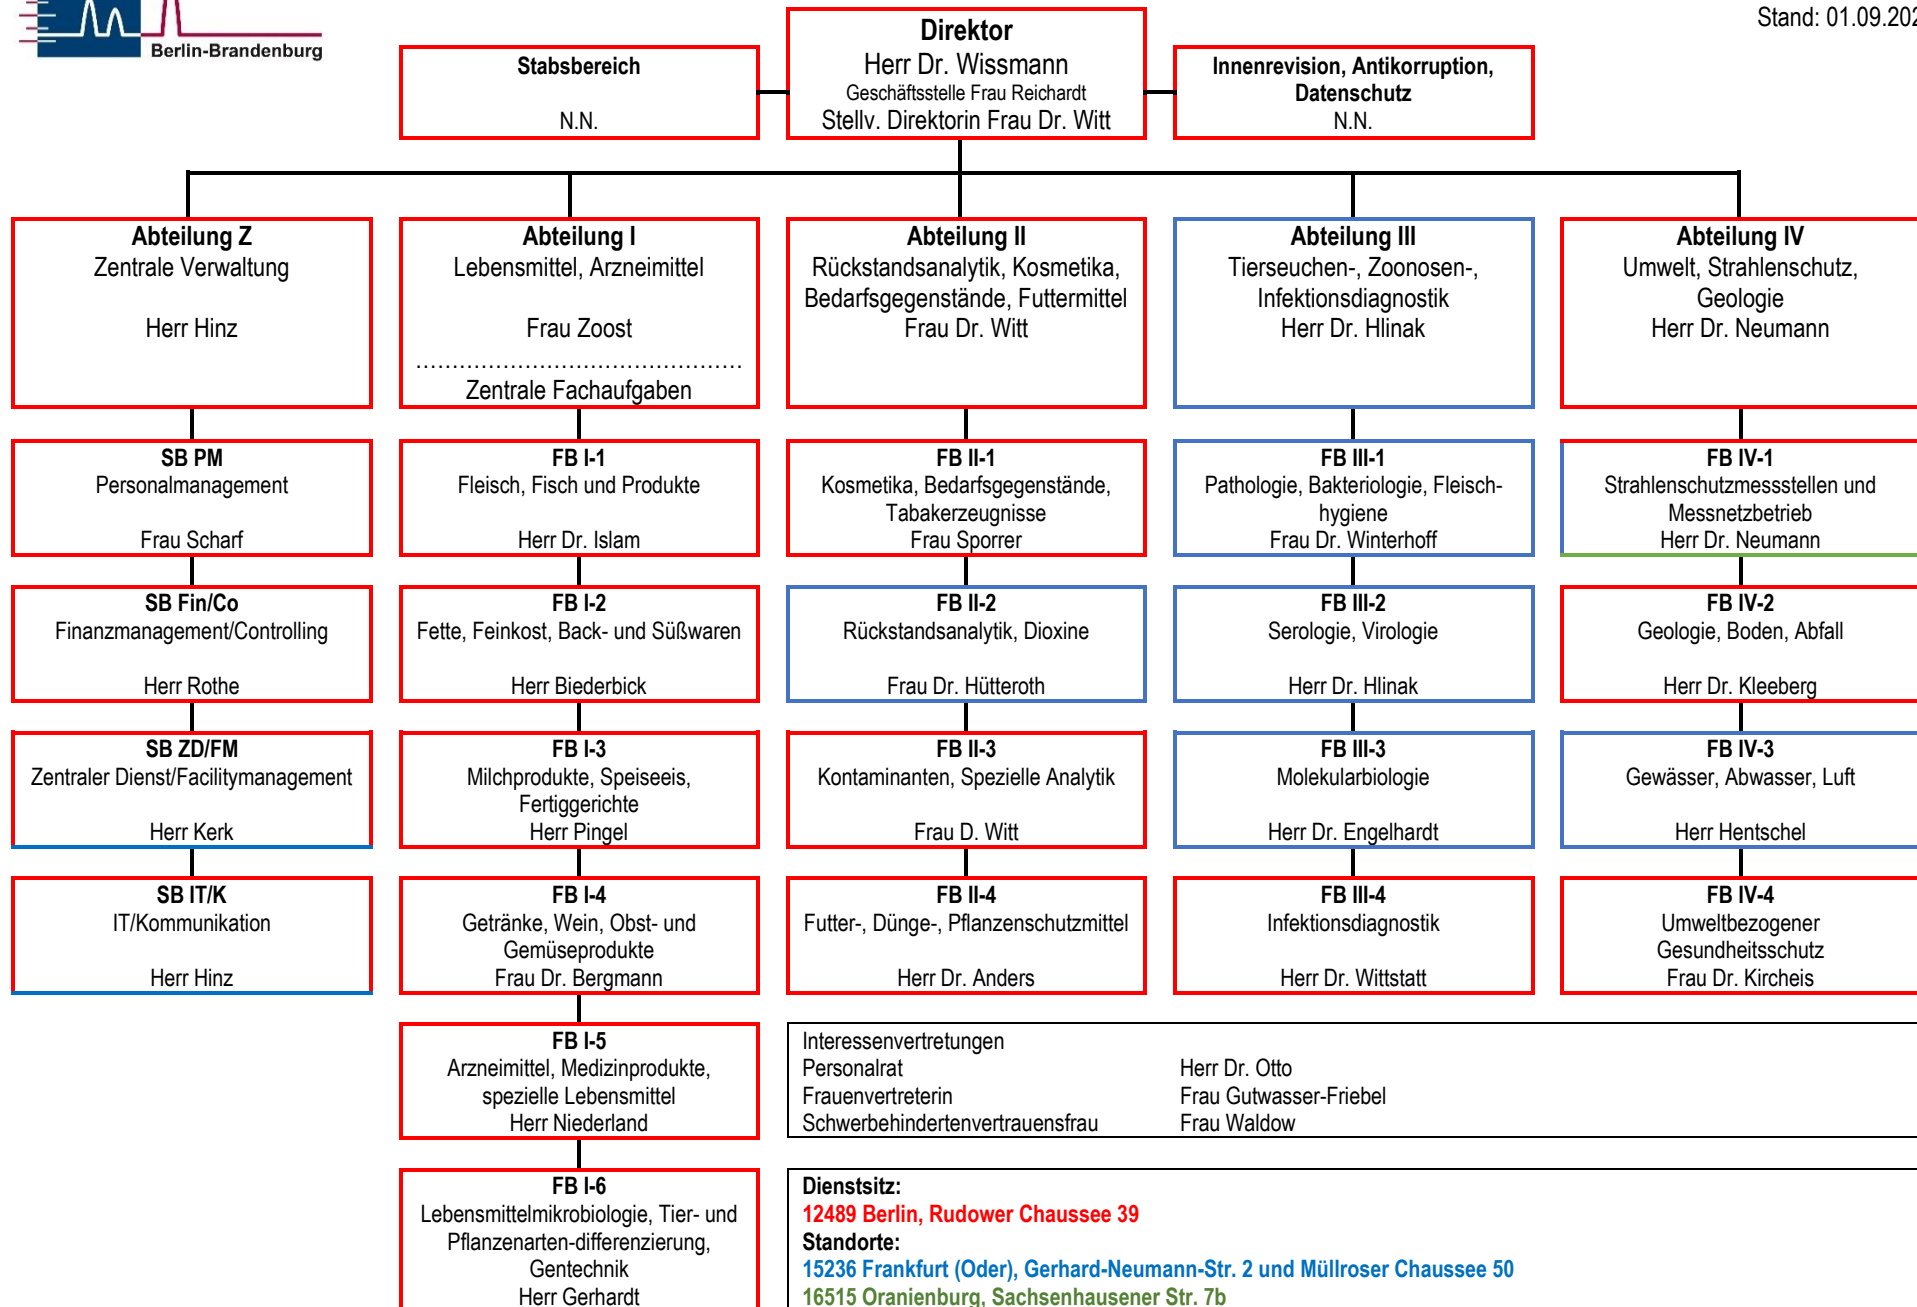 Berlin-Brandenburg
Stand: 01.09.202
Direktor
Herr Dr. Wissmann
Geschäftsstelle Frau Reichardt
Stellv. Direktorin Frau Dr. Witt
Stabsbereich
N.N.
Innenrevision, Antikorruption,
Datenschutz
N.N.
Abteilung Z
Zentrale Verwaltung
Herr Hinz
Abteilung I
Lebensmittel, Arzneimittel
Frau Zoost
................................................
Zentrale Fachaufgaben
Abteilung II
Rückstandsanalytik, Kosmetika,
Bedarfsgegenstände, Futtermittel
Frau Dr. Witt
Abteilung III
Tierseuchen-, Zoonosen-,
Infektionsdiagnostik
Herr Dr. Hlinak
Abteilung IV
Umwelt, Strahlenschutz,
Geologie
Herr Dr. Neumann
SB PM
Personalmanagement
Frau Scharf
FB I-1
Fleisch, Fisch und Produkte
Herr Dr. Islam
FB II-1
Kosmetika, Bedarfsgegenstände,
Tabakerzeugnisse
Frau Sporrer
FB III-1
Pathologie, Bakteriologie, Fleisch-
hygiene
Frau Dr. Winterhoff
FB IV-1
Strahlenschutzmessstellen und
Messnetzbetrieb
Herr Dr. Neumann
SB Fin/Co
Finanzmanagement/Controlling
Herr Rothe
FB I-2
Fette, Feinkost, Back- und Süßwaren
Herr Biederbick
FB II-2
Rückstandsanalytik, Dioxine
Frau Dr. Hütteroth
FB III-2
Serologie, Virologie
Herr Dr. Hlinak
FB IV-2
Geologie, Boden, Abfall
Herr Dr. Kleeberg
SB ZD/FM
Zentraler Dienst/Facilitymanagement
Herr Kerk
FB I-3
Milchprodukte, Speiseeis,
Fertiggerichte
Herr Pingel
FB II-3
Kontaminanten, Spezielle Analytik
Frau D. Witt
FB III-3
Molekularbiologie
Herr Dr. Engelhardt
FB IV-3
Gewässer, Abwasser, Luft
Herr Hentschel
SB IT/K
IT/Kommunikation
Herr Hinz
FB I-4
Getränke, Wein, Obst- und
Gemüseprodukte
Frau Dr. Bergmann
FB II-4
Futter-, Dünge-, Pflanzenschutzmittel
Herr Dr. Anders
FB III-4
Infektionsdiagnostik
Herr Dr. Wittstatt
FB IV-4
Umweltbezogener
Gesundheitsschutz
Frau Dr. Kircheis
FB I-5
Arzneimittel, Medizinprodukte,
spezielle Lebensmittel
Herr Niederland
Interessenvertretungen
Personalrat Herr Dr. Otto
Frauenvertreterin Frau Gutwasser-Friebel
Schwerbehindertenvertrauensfrau Frau Waldow
FB I-6
Lebensmittelmikrobiologie, Tier- und
Pflanzenarten-differenzierung,
Gentechnik
Herr Gerhardt
Dienstsitz:
12489 Berlin, Rudower Chaussee 39
Standorte:
15236 Frankfurt (Oder), Gerhard-Neumann-Str. 2 und Müllroser Chaussee 50
16515 Oranienburg, Sachsenhausener Str. 7b